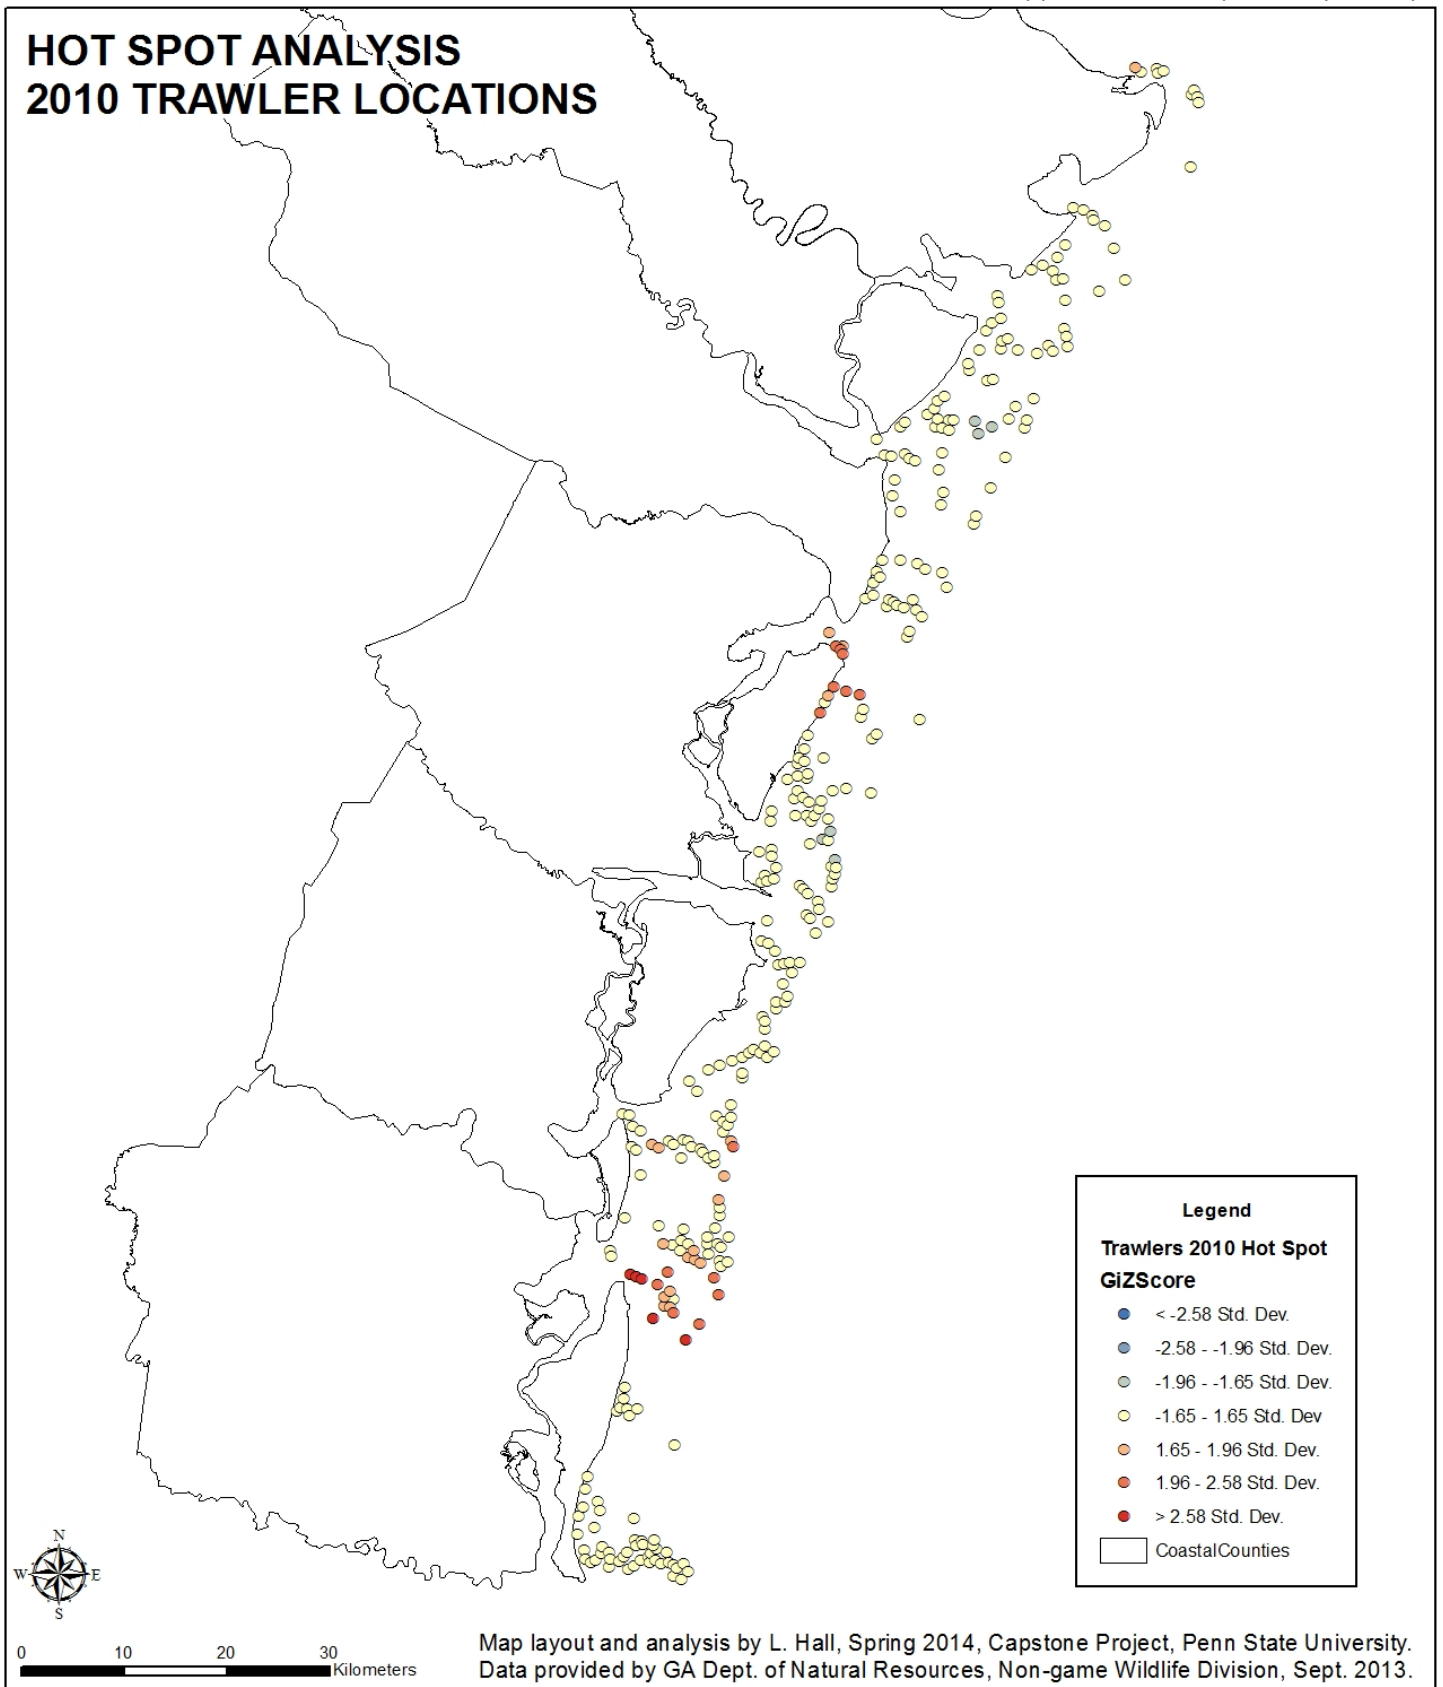 HOT SPOT ANALYSIS
2010 TRAWLER LOCATIONS
Legend
Trawlers 2010 Hot Spot
GiZScore
< -2.58 Std. Dev.
-2.58 - -1.96 Std. Dev.
-1.96 - -1.65 Std. Dev.
-1.65 - 1.65 Std. Dev
1.65 - 1.96 Std. Dev.
1.96 - 2.58 Std. Dev.
> 2.58 Std. Dev.
CoastalCounties
N
W E
S
0 10 20 30
Kilometers
Map layout and analysis by L. Hall, Spring 2014, Capstone Project, Penn State University.
Data provided by GA Dept. of Natural Resources, Non-game Wildlife Division, Sept. 2013.